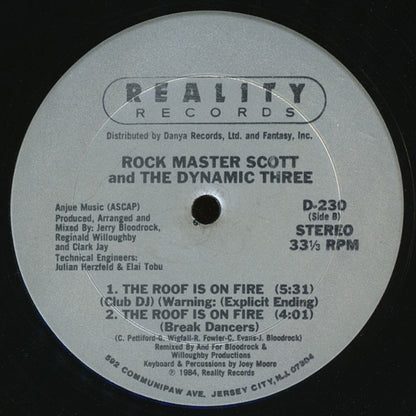 REALITY
RECORDS
Distributed by Danya Records, Ltd. and Fantasy, Inc.
ROCK MASTER SCOTT
and THE DYNAMIC THREE
Anjue Music (ASCAP)
Produced, Arranged and
Mixed By: Jerry Bloodrock,
Reginald Willoughby
and Clark Jay
Technical Engineers:
Julian Herzfeld & Elai Tobu
D-230
(Side B)
STEREO
33⅓ RPM
1. THE ROOF IS ON FIRE (5:31)
(Club DJ) (Warning: (Explicit Ending)
2. THE ROOF IS ON FIRE (4:01)
(Break Dancers)
(C. Pettiford-G. Wigfall-R. Fowler-C. Evans-J. Bloodrock)
Remixed By And For Bloodrock &
Willoughby Productions
Keyboard & Percussions by Joey Moore
℗ 1984, Reality Records
592 COMMUNIPAW AVE. JERSEY CITY, N.J. 07304